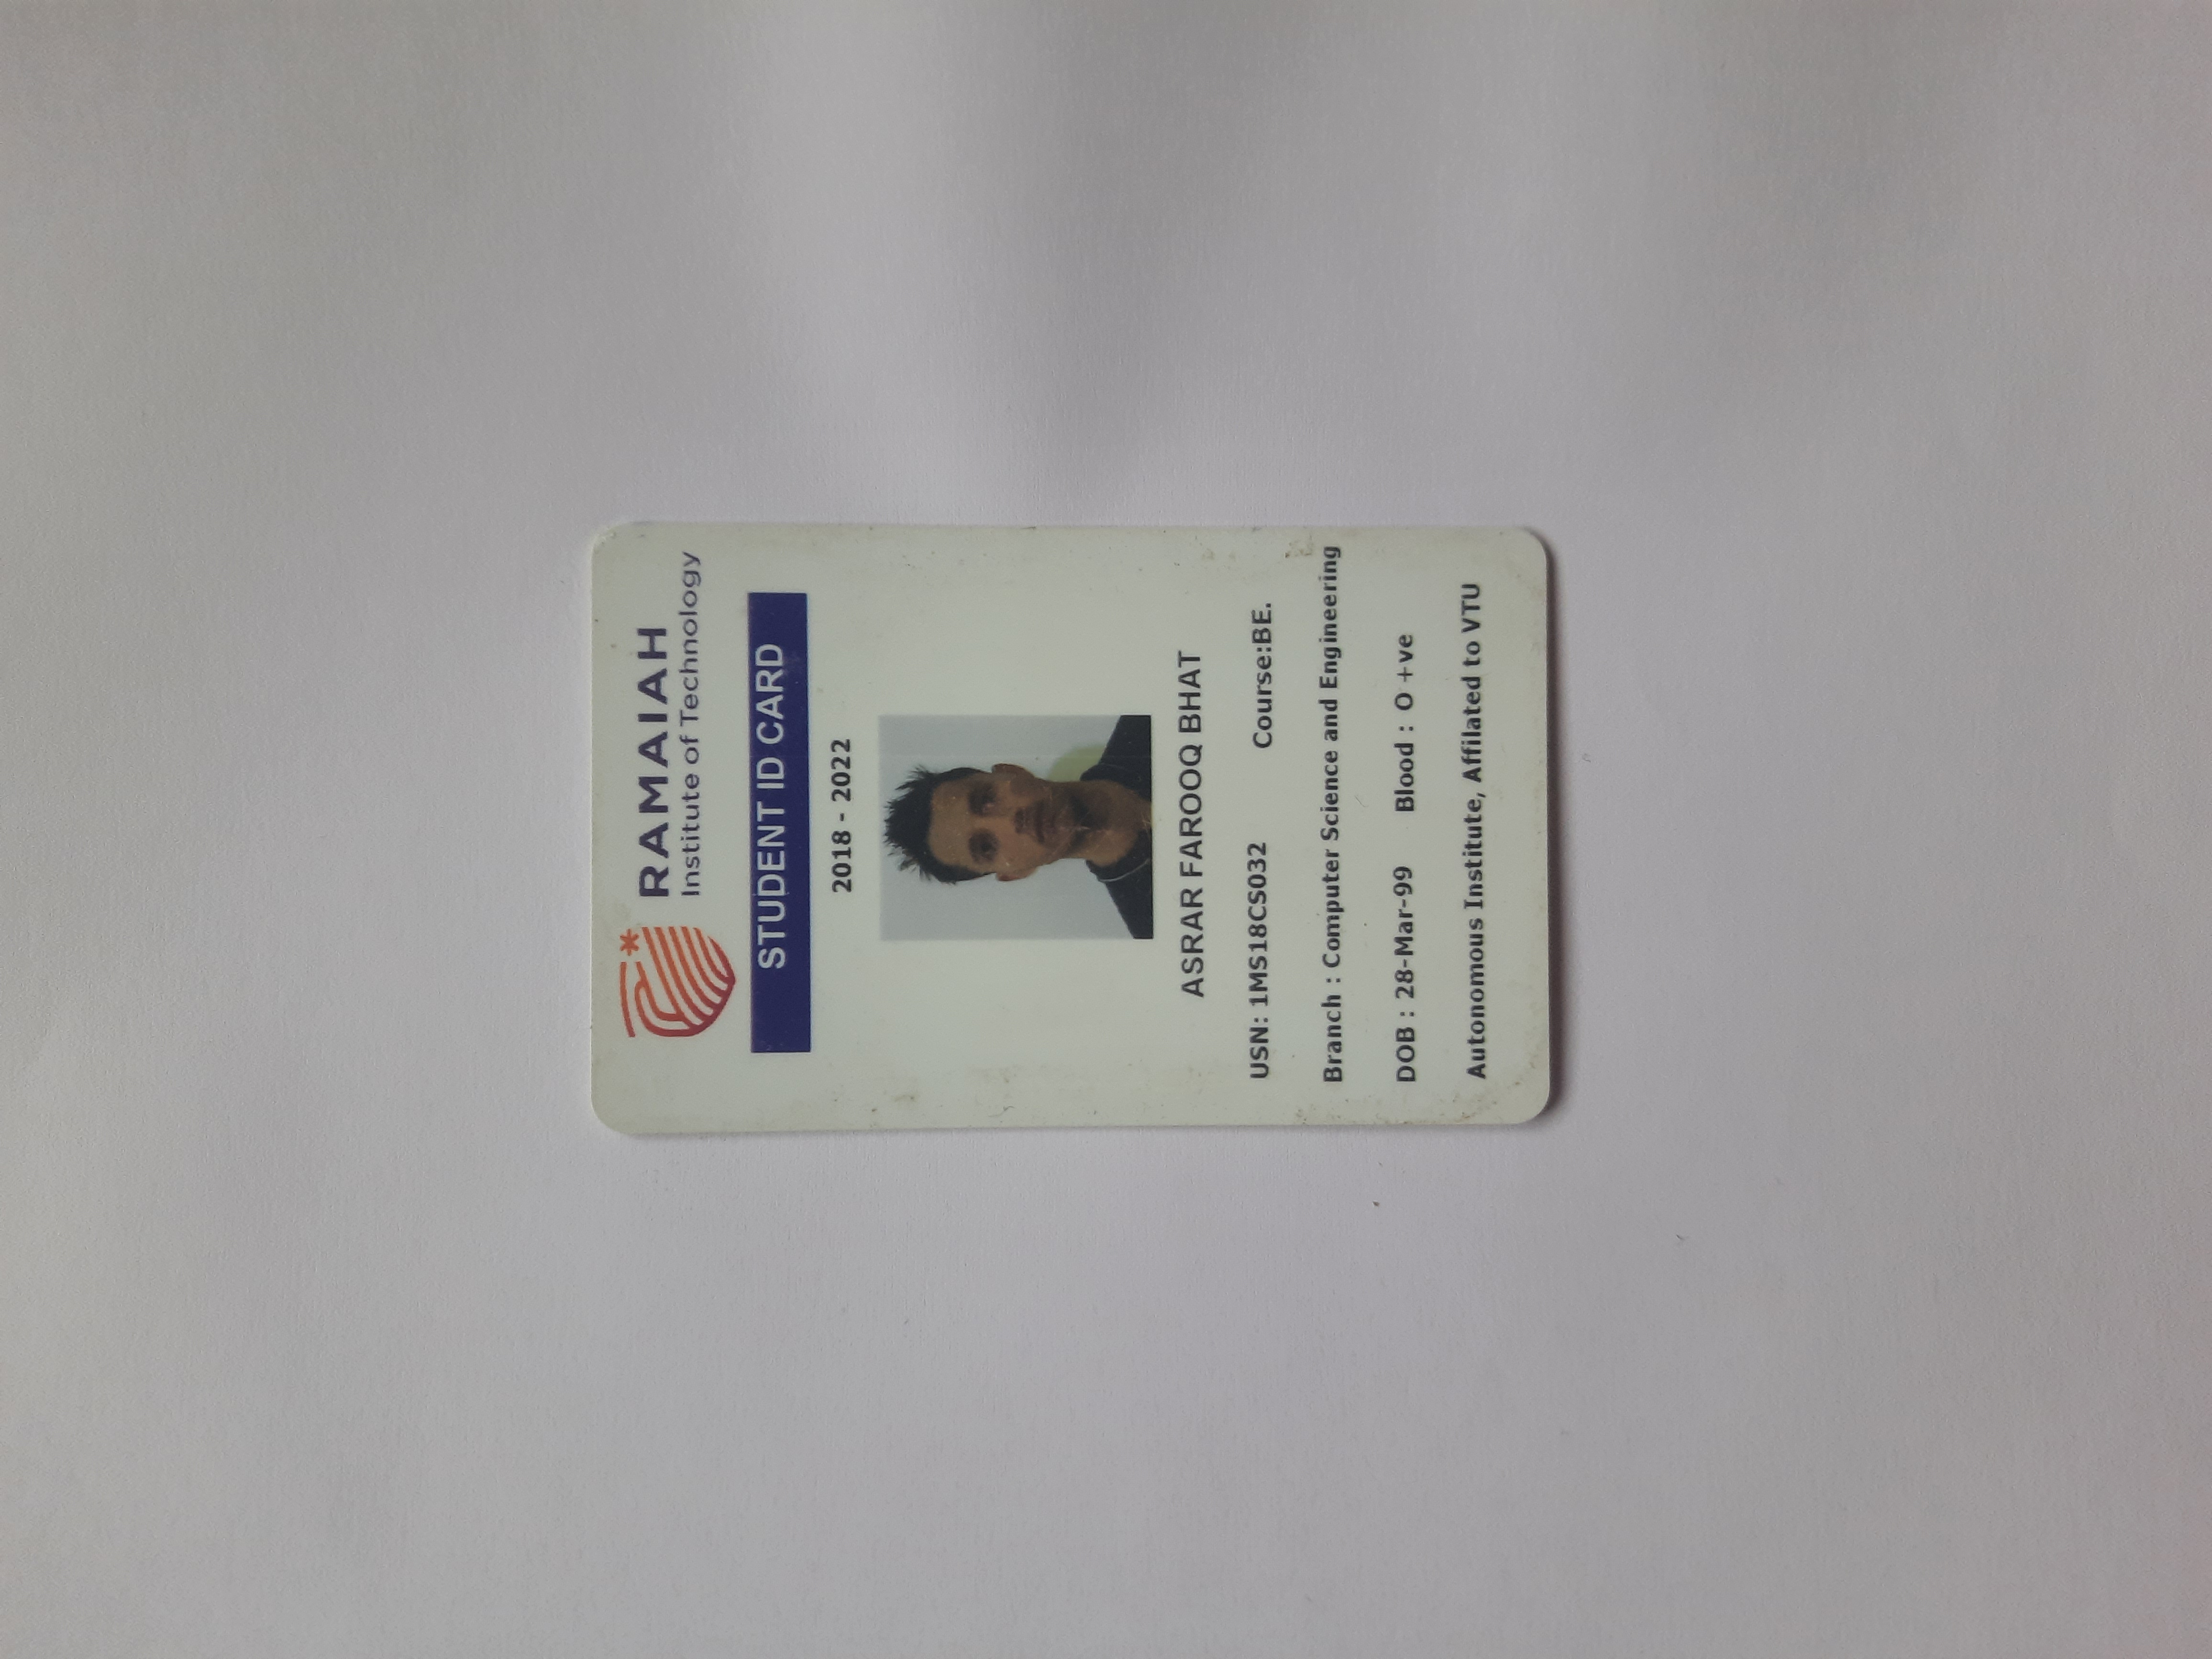 RAMAIAH
Institute of Technology
STUDENT ID CARD
2018 - 2022
ASRAR FAROOQ BHAT
USN: 1MS18CS032 Course:BE.
Branch : Computer Science and Engineering
DOB : 28-Mar-99 Blood : O +ve
Autonomous Institute, Affilated to VTU